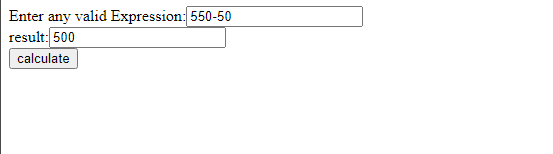 Enter any valid Expression: 550-50
result: 500
calculate